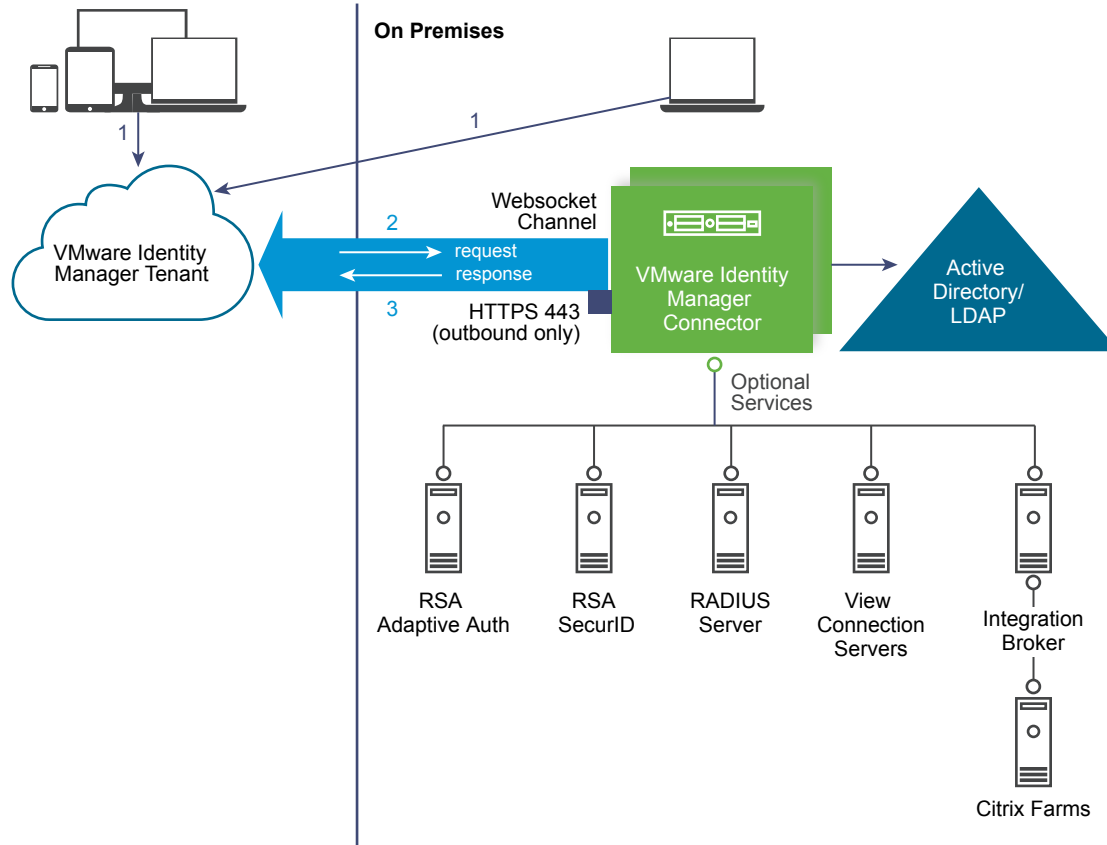 On Premises
1
1
Websocket
Channel
VMware Identity
Manager Tenant
2
request
response
3
HTTPS 443
(outbound only)
VMware Identity
Manager
Connector
Active
Directory/
LDAP
Optional
Services
RSA
Adaptive Auth
RSA
SecurID
RADIUS
Server
View
Connection
Servers
Integration
Broker
Citrix Farms